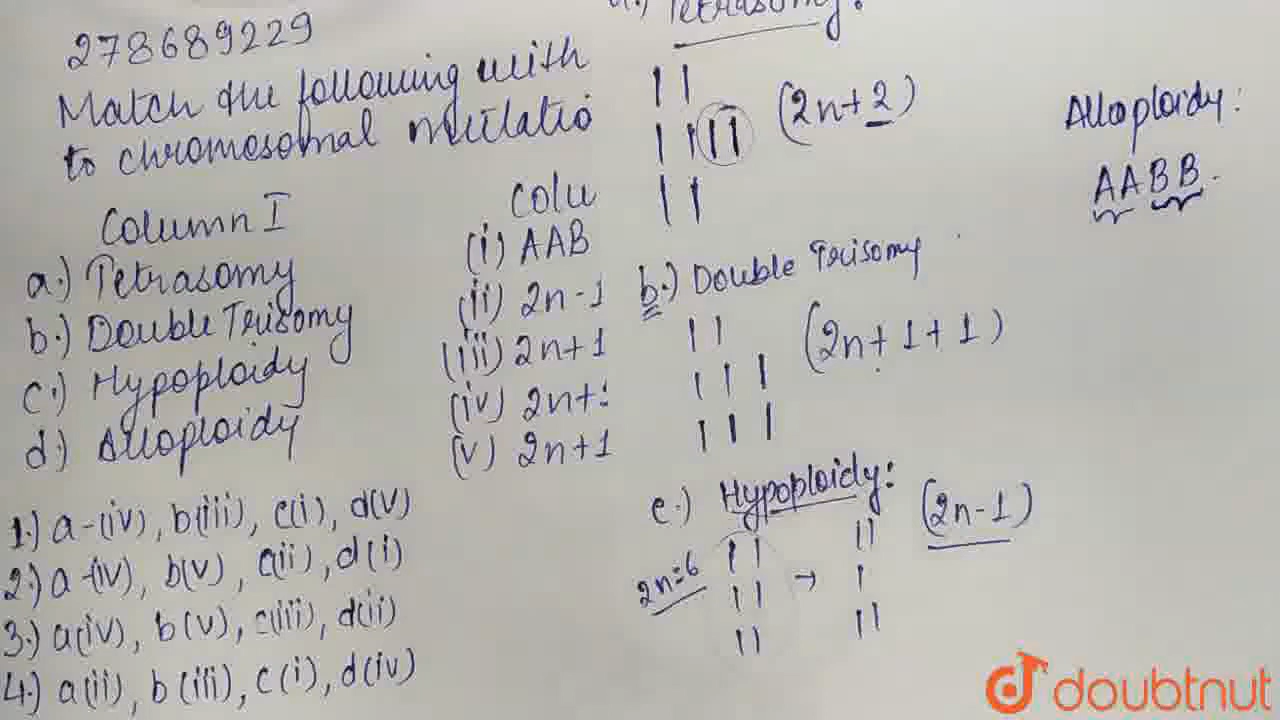 278689229
Match the following with
to chromosomal mutatio
Column I
Colu
a.) Tetrasomy
(i) AAB
b.) Double Trisomy
(ii) 2n-1
c.) Hypoploidy
(iii) 2n+1
d.) Alloploidy
(iv) 2n+
(v) 2n+1
1.) a-(iv), b(iii), c(i), d(v)
2.) a-(iv), b(v), c(ii), d(i)
3.) a(iv), b(v), c(iii), d(ii)
4.) a(ii), b(iii), c(i), d(iv)
Tetrasomy:
(2n+2)
b.) Double Trisomy
(2n+1+1)
c.) Hypoploidy:
(2n-1)
2n=6
Alloploidy:
AABB.
doubtnut